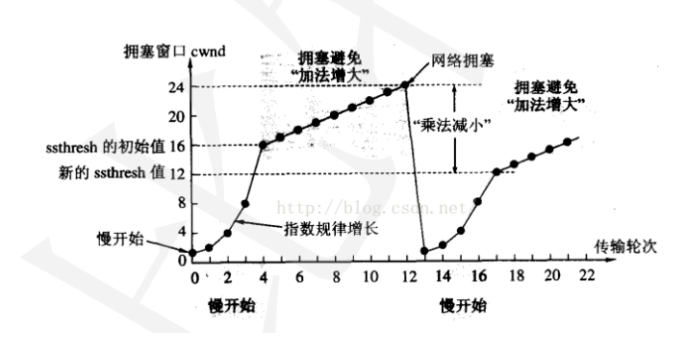 拥塞窗口 cwnd
拥塞避免
“加法增大”
网络拥塞
拥塞避免
“加法增大”
24
20
ssthresh 的初始值 16
新的 ssthresh 值 12
8
4
0
“乘法减小”
http://blog.csdn.net
指数规律增长
慢开始
传输轮次
0 2 4 6 8 10 12 14 16 18 20 22
慢开始
慢开始